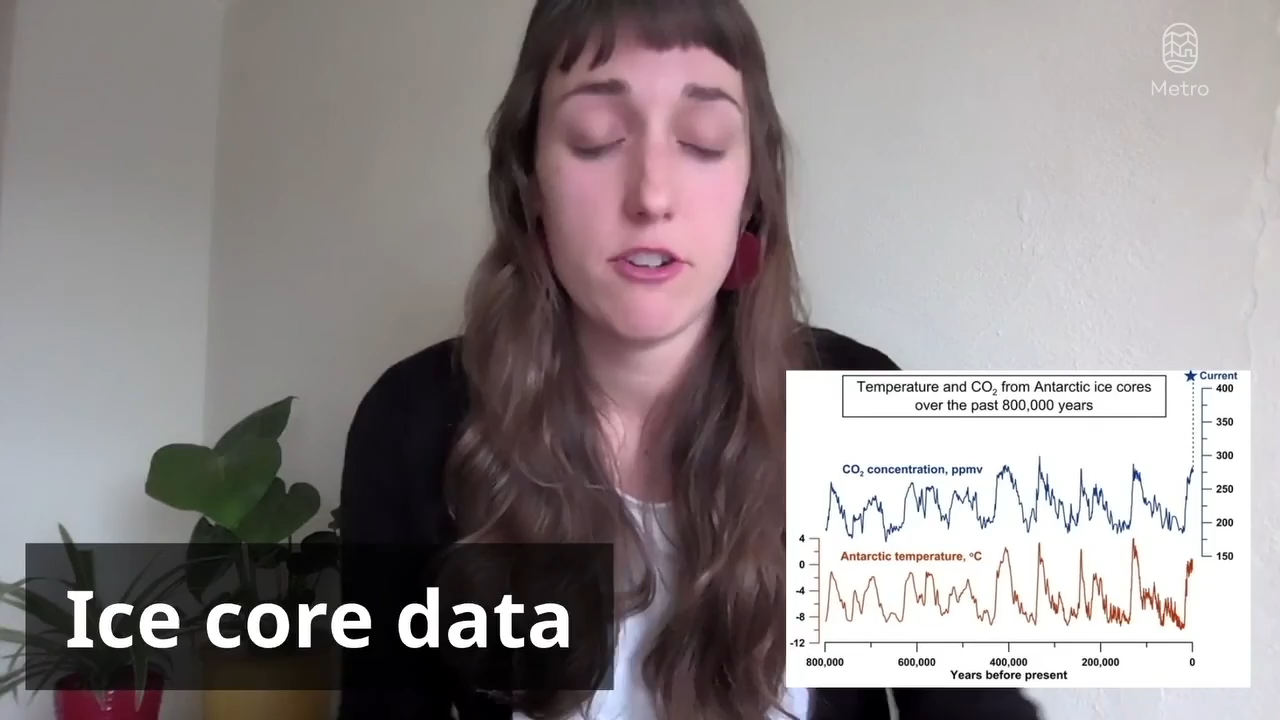 Metro
Ice core data
Temperature and CO₂ from Antarctic ice cores
over the past 800,000 years
Current
400
350
300
250
200
150
CO₂ concentration, ppmv
Antarctic temperature, °C
4
0
-4
-8
-12
800,000
600,000
400,000
200,000
0
Years before present